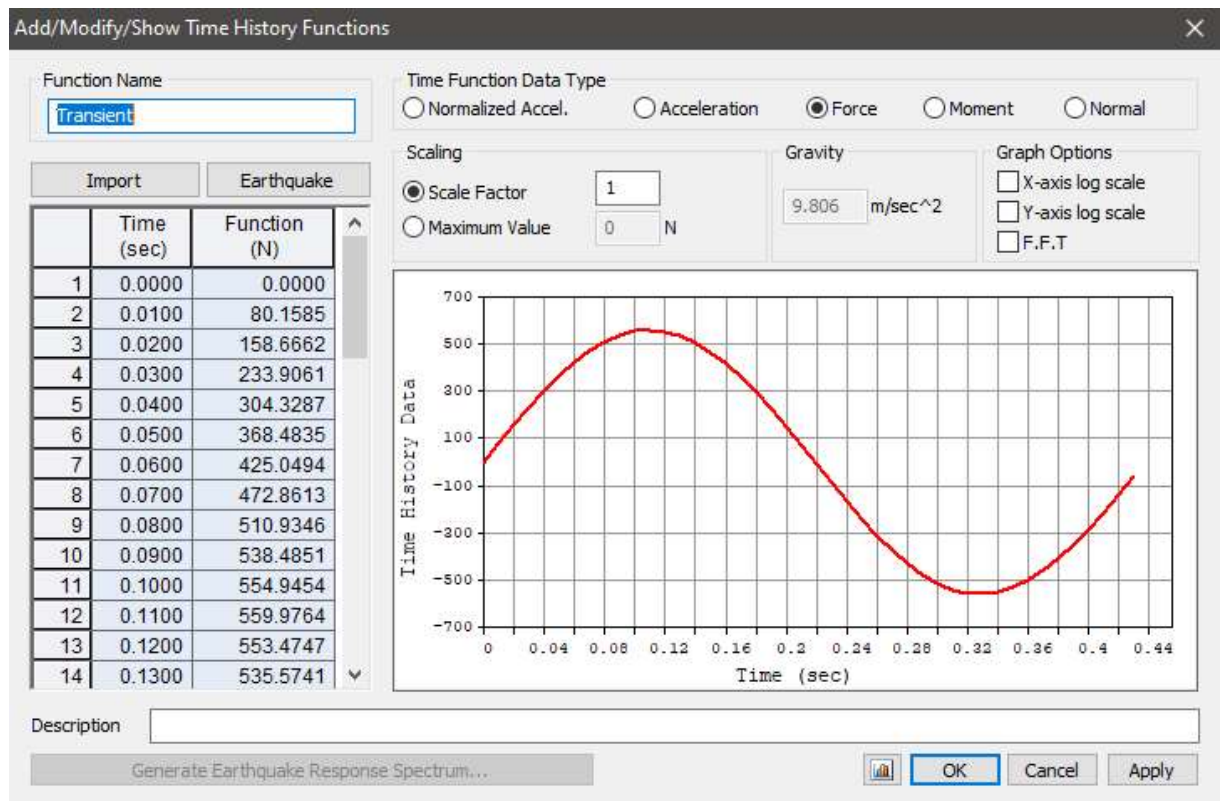 Add/Modify/Show Time History Functions
Function Name
Transient
Import
Earthquake
Time (sec) Function (N)
1 0.0000 0.0000
2 0.0100 80.1585
3 0.0200 158.6662
4 0.0300 233.9061
5 0.0400 304.3287
6 0.0500 368.4835
7 0.0600 425.0494
8 0.0700 472.8613
9 0.0800 510.9346
10 0.0900 538.4851
11 0.1000 554.9454
12 0.1100 559.9764
13 0.1200 553.4747
14 0.1300 535.5741
Time Function Data Type
Normalized Accel. Acceleration Force Moment Normal
Scaling
Scale Factor 1
Maximum Value 0 N
Gravity
9.806 m/sec^2
Graph Options
X-axis log scale
Y-axis log scale
F.F.T
Time History Data
700
500
300
100
-100
-300
-500
-700
0 0.04 0.08 0.12 0.16 0.2 0.24 0.28 0.32 0.36 0.4 0.44
Time (sec)
Description
Generate Earthquake Response Spectrum...
OK Cancel Apply